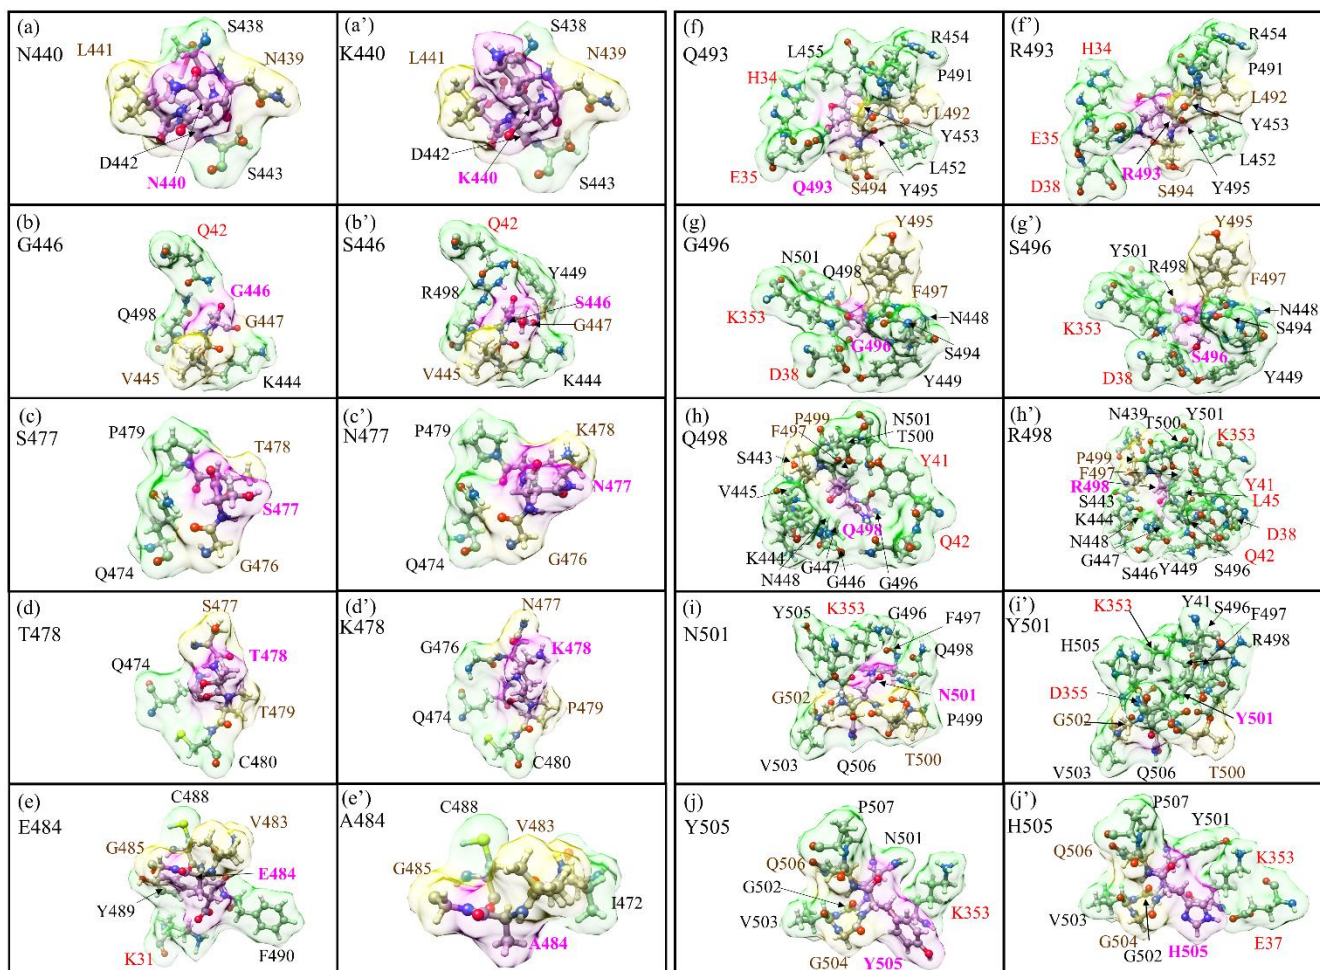 (a)
N440
S438
L441
N439
D442
N440
S443
(a')
K440
S438
L441
N439
D442
K440
S443
(b)
G446
Q42
G446
Q498
G447
V445
K444
(b')
S446
Q42
Y449
R498
S446
G447
V445
K444
(c)
S477
P479
T478
S477
Q474
G476
(c')
N477
P479
K478
N477
Q474
G476
(d)
T478
S477
T478
Q474
T479
C480
(d')
K478
N477
G476
K478
Q474
P479
C480
(e)
E484
C488
V483
G485
E484
Y489
K31
F490
(e')
A484
C488
V483
G485
I472
A484
(f)
Q493
L455
R454
H34
P491
L492
Y453
L452
E35
Q493
S494
Y495
(f')
R493
H34
R454
P491
L492
Y453
E35
L452
D38
R493
S494
Y495
(g)
G496
Y495
N501
Q498
F497
K353
N448
G496
S494
D38
Y449
(g')
S496
Y495
Y501
R498
F497
K353
N448
S494
S496
D38
Y449
(h)
Q498
P499
N501
F497
T500
S443
Y41
V445
Q498
Q42
K444
G447
N448
G446
G496
(h')
R498
N439
Y501
T500
K353
P499
F497
R498
Y41
S443
L45
K444
D38
N448
G447
Q42
S446
Y449
S496
(i)
N501
Y505
K353
G496
F497
Q498
G502
N501
P499
V503
Q506
T500
(i')
Y501
K353
Y41
S496
F497
H505
R498
D355
G502
Y501
V503
Q506
T500
(j)
Y505
P507
N501
Q506
G502
V503
K353
G504
Y505
(j')
H505
P507
Y501
Q506
K353
V503
G504
G502
H505
E37